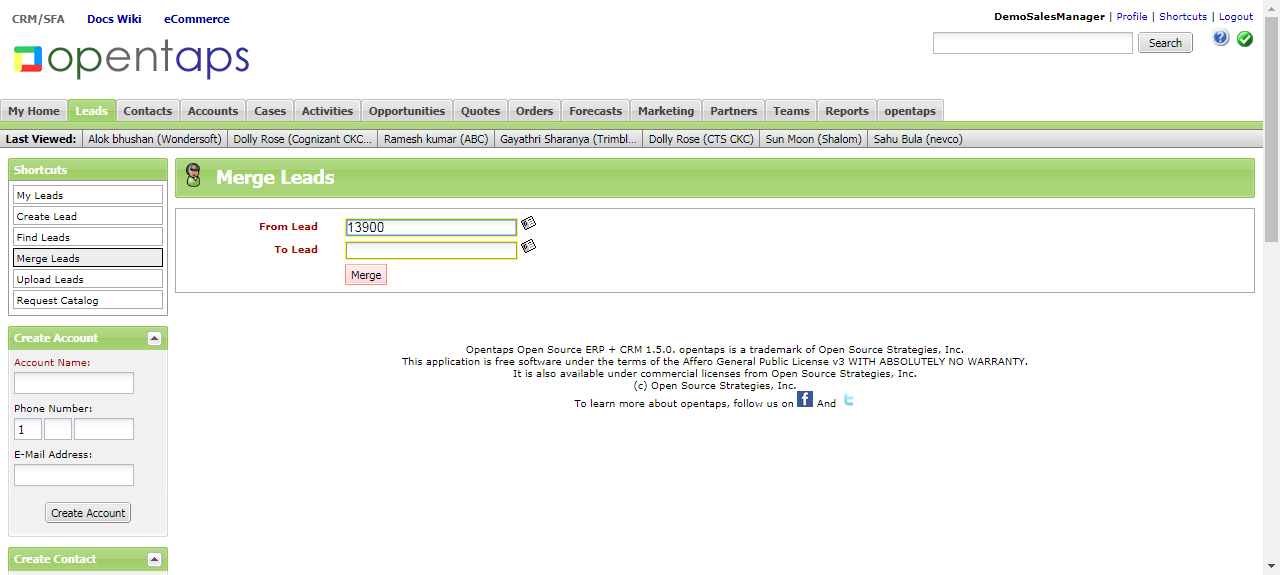 CRM/SFA Docs Wiki eCommerce
DemoSalesManager | Profile | Shortcuts | Logout
opentaps
Search
My Home Leads Contacts Accounts Cases Activities Opportunities Quotes Orders Forecasts Marketing Partners Teams Reports opentaps
Last Viewed: Alok bhushan (Wondersoft) Dolly Rose (Cognizant CKC... Ramesh kumar (ABC) Gayathri Sharanya (Trimbl... Dolly Rose (CTS CKC) Sun Moon (Shalom) Sahu Bula (nevco)
Shortcuts
My Leads
Create Lead
Find Leads
Merge Leads
Upload Leads
Request Catalog
Create Account
Account Name:
Phone Number:
1
E-Mail Address:
Create Account
Create Contact
Merge Leads
From Lead 13900
To Lead
Merge
Opentaps Open Source ERP + CRM 1.5.0. opentaps is a trademark of Open Source Strategies, Inc.
This application is free software under the terms of the Affero General Public License v3 WITH ABSOLUTELY NO WARRANTY.
It is also available under commercial licenses from Open Source Strategies, Inc.
(c) Open Source Strategies, Inc.
To learn more about opentaps, follow us on f And t